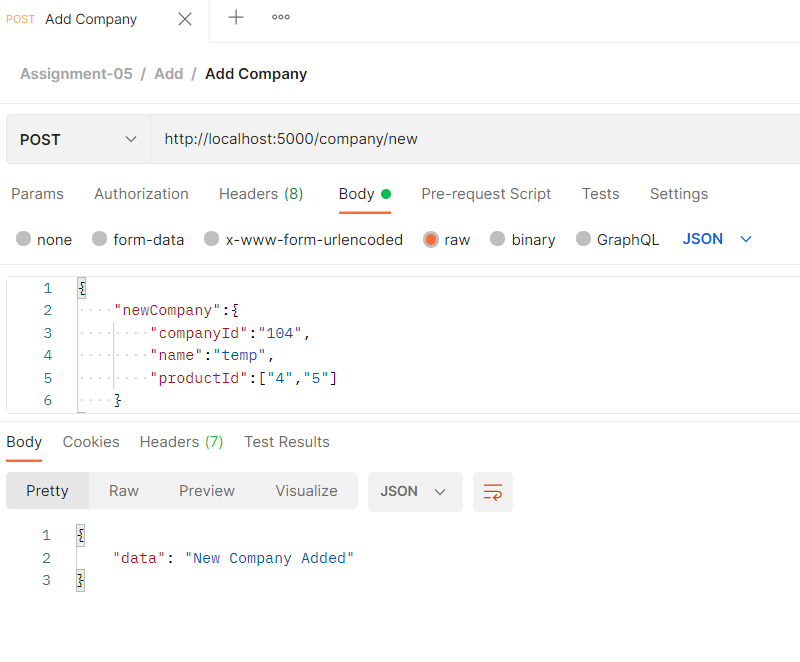 POST Add Company
Assignment-05 / Add / Add Company
POST http://localhost:5000/company/new
Params Authorization Headers (8) Body Pre-request Script Tests Settings
none form-data x-www-form-urlencoded raw binary GraphQL JSON
1 {
2 "newCompany":{
3 "companyId":"104",
4 "name":"temp",
5 "productId":["4","5"]
6 }
Body Cookies Headers (7) Test Results
Pretty Raw Preview Visualize JSON
1 {
2 "data": "New Company Added"
3 }